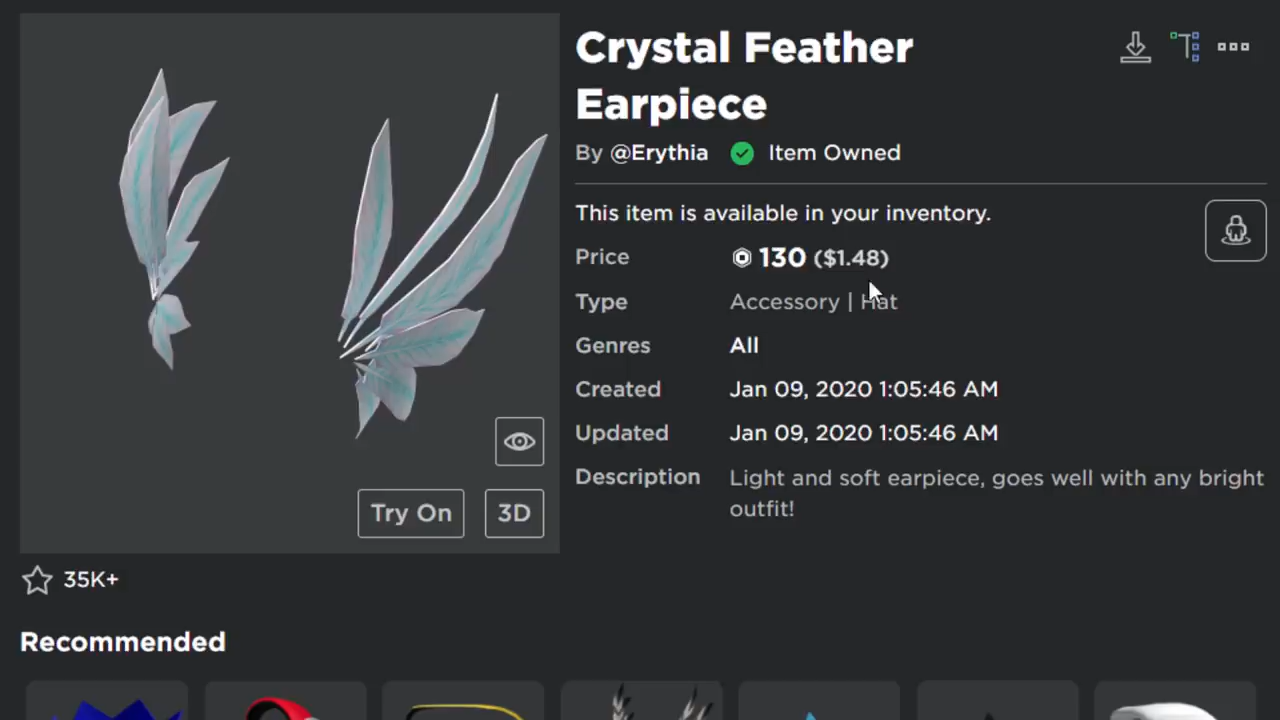 Crystal Feather
Earpiece
By @Erythia Item Owned
This item is available in your inventory.
Price 130 ($1.48)
Type Accessory | Hat
Genres All
Created Jan 09, 2020 1:05:46 AM
Updated Jan 09, 2020 1:05:46 AM
Description Light and soft earpiece, goes well with any bright
outfit!
Try On 3D
35K+
Recommended